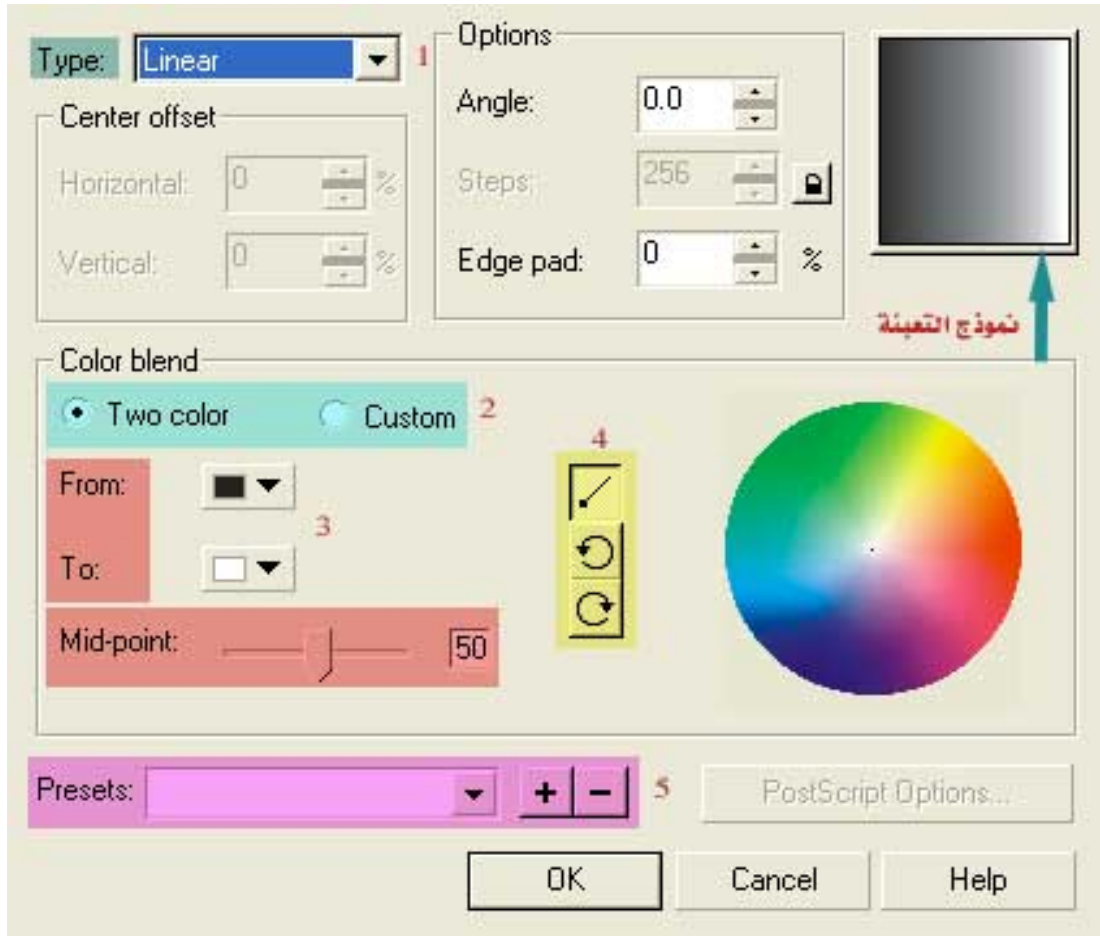 Type: Linear 1
Center offset
Horizontal: 0 %
Vertical: 0 %
Options
Angle: 0.0
Steps: 256
Edge pad: 0 %
نموذج التعبئة
Color blend
Two color Custom 2
From:
3
To:
Mid-point: 50
4
Presets: + − 5
PostScript Options...
OK Cancel Help